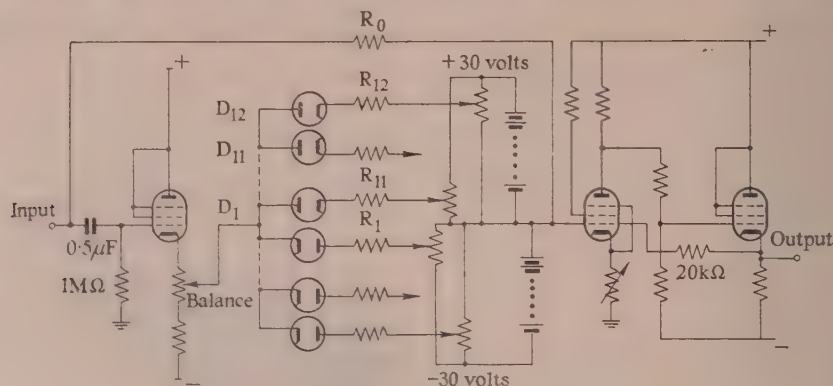 R₀
+
+
+30 volts
R₁₂
D₁₂
D₁₁
R₁₁
Input
D₁
R₁
0·5μF
1MΩ
Balance
20kΩ
Output
−
−
−30 volts